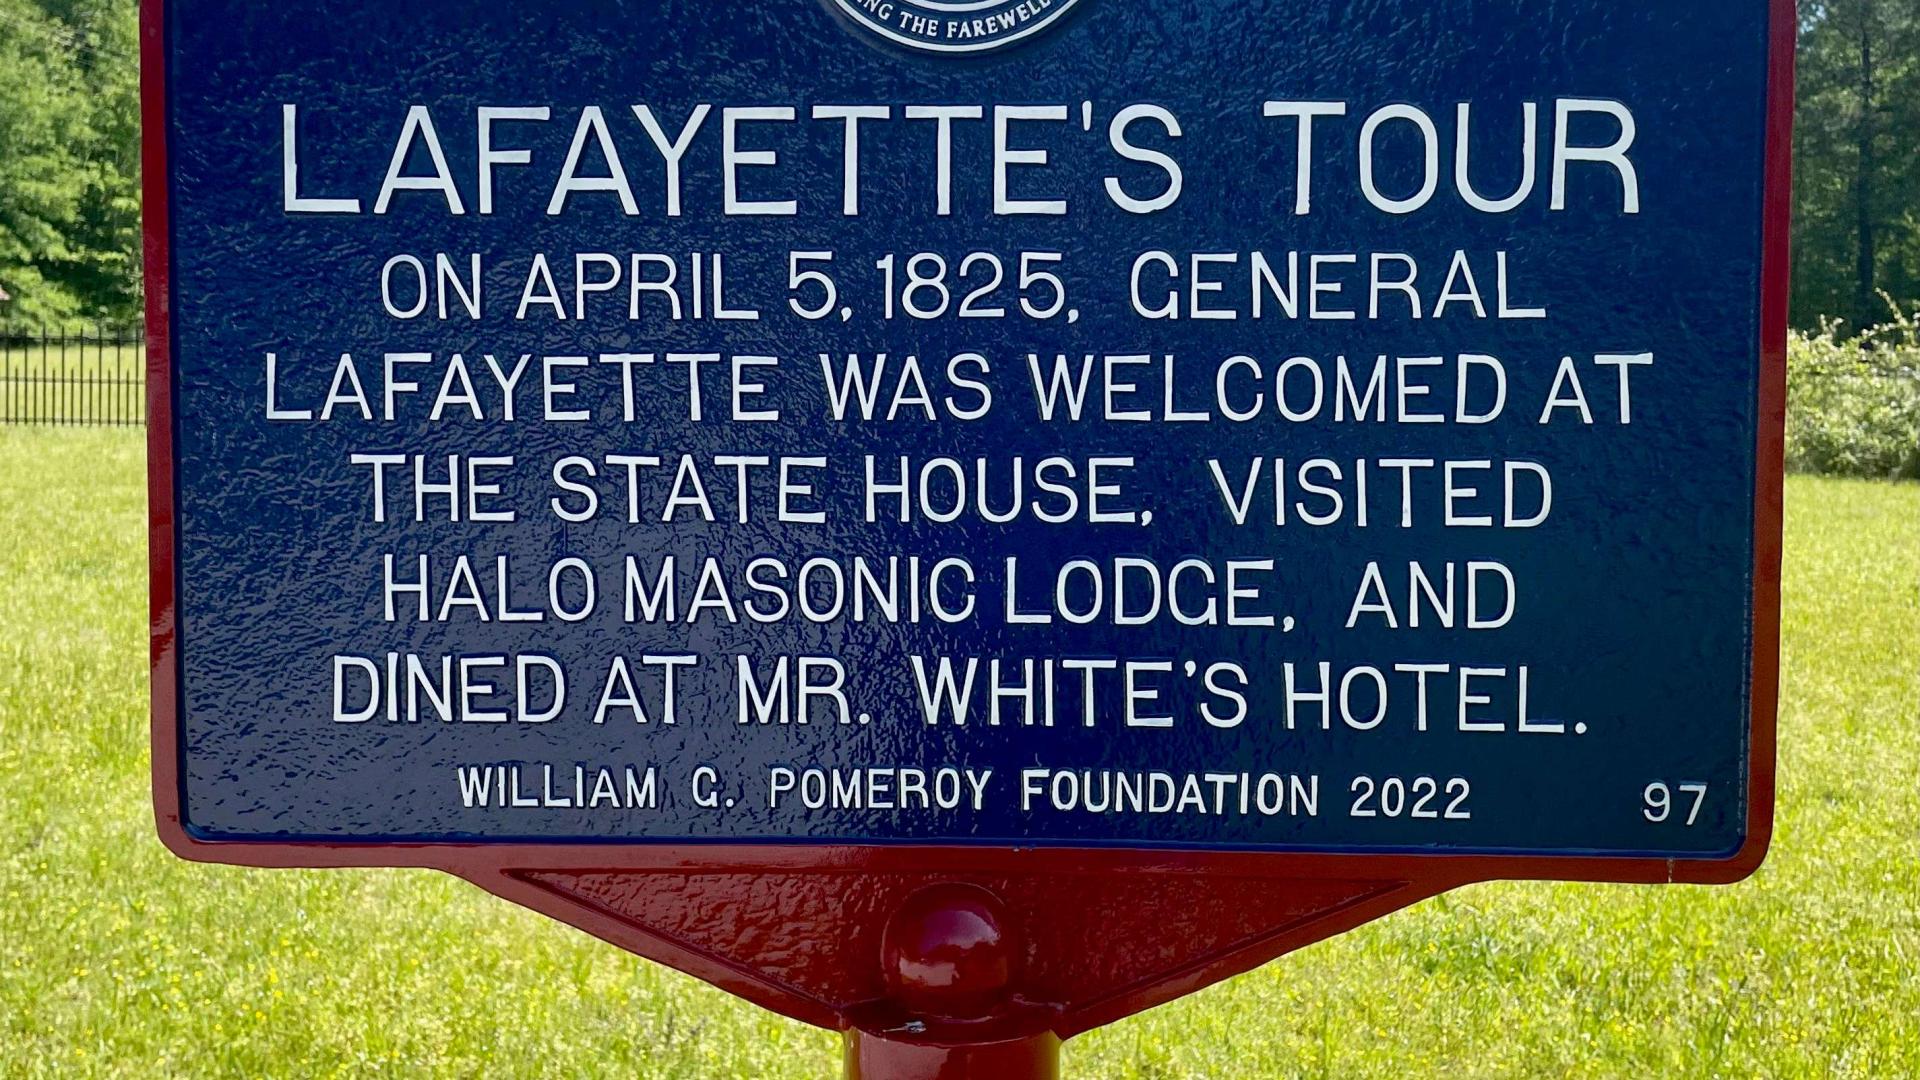 THE FAREWELL
LAFAYETTE'S TOUR
ON APRIL 5, 1825, GENERAL
LAFAYETTE WAS WELCOMED AT
THE STATE HOUSE, VISITED
HALO MASONIC LODGE, AND
DINED AT MR. WHITE'S HOTEL.
WILLIAM G. POMEROY FOUNDATION 2022
97